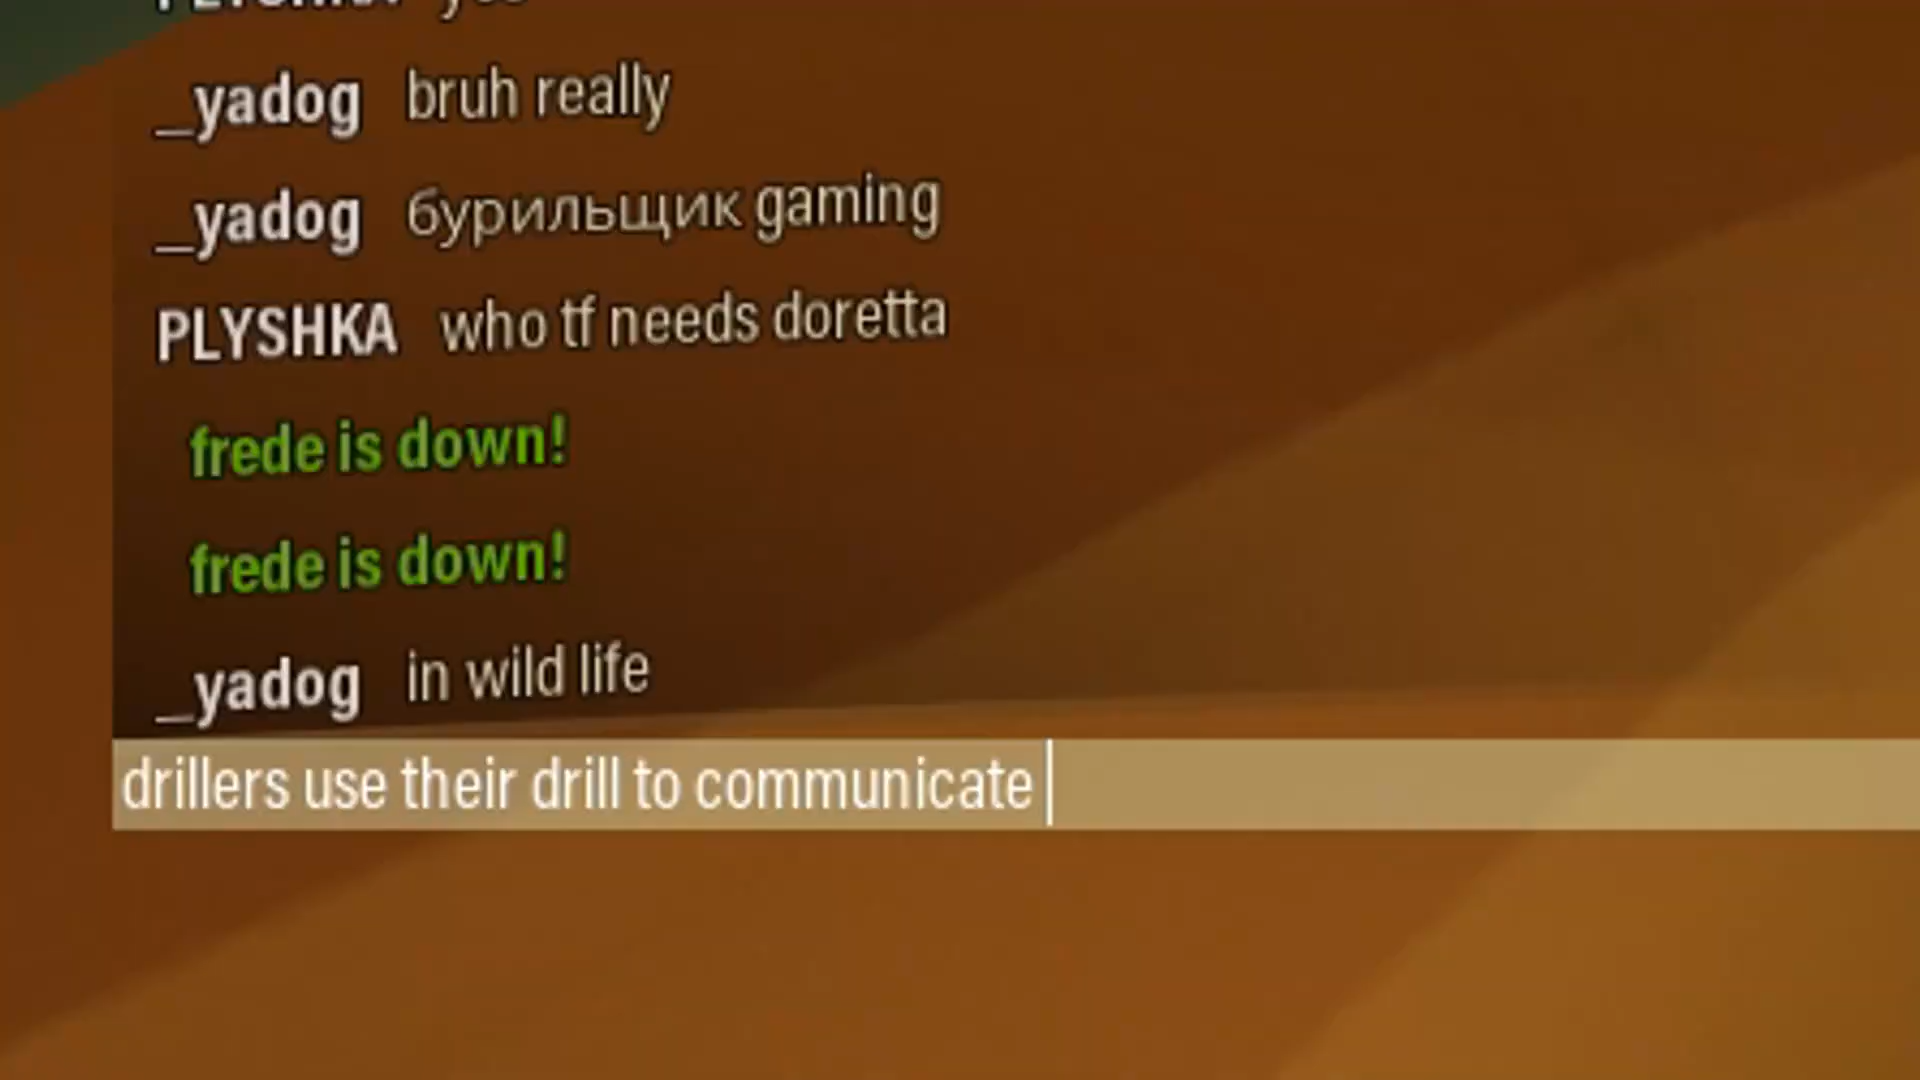 _yadog bruh really
_yadog бурильщик gaming
PLYSHKA who tf needs doretta
frede is down!
frede is down!
_yadog in wild life
drillers use their drill to communicate